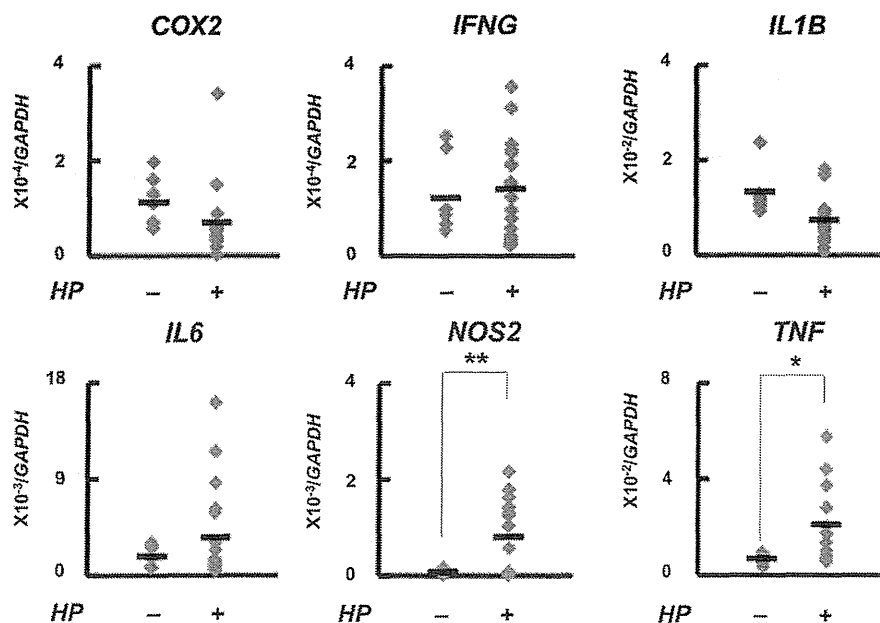 COX2
4
2
0
X10⁻⁴/GAPDH
HP – +
IFNG
4
2
0
X10⁻⁴/GAPDH
HP – +
IL1B
4
2
0
X10⁻²/GAPDH
HP – +
IL6
18
9
0
X10⁻³/GAPDH
HP – +
NOS2
**
4
2
0
X10⁻³/GAPDH
HP – +
TNF
*
8
4
0
X10⁻²/GAPDH
HP – +